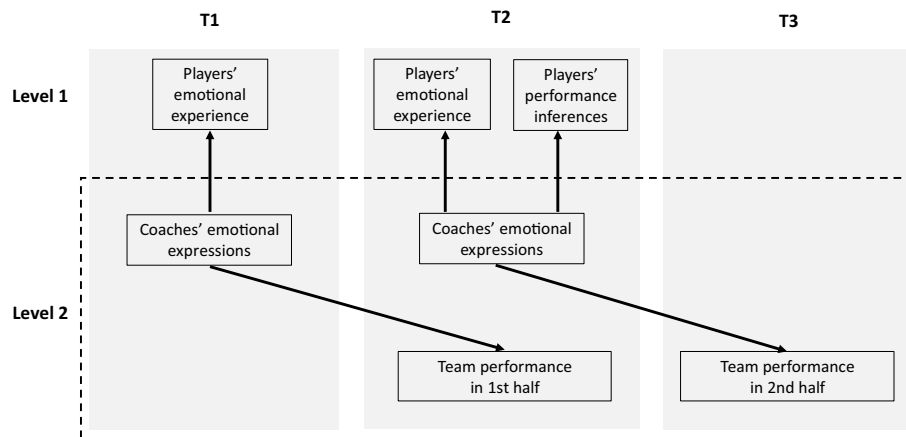 T1
T2
T3
Level 1
Players'
emotional
experience
Players'
emotional
experience
Players'
performance
inferences
Coaches' emotional
expressions
Coaches' emotional
expressions
Level 2
Team performance
in 1st half
Team performance
in 2nd half